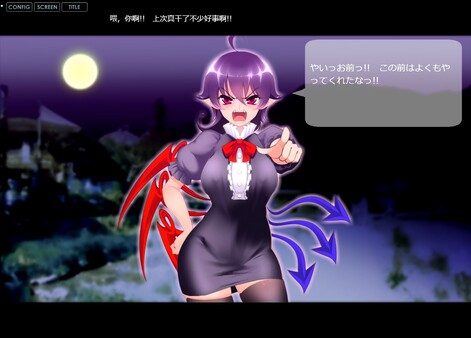 CONFIG SCREEN TITLE
喂，你啊!!　上次真干了不少好事啊!!
やいっお前っ!!　この前はよくもや
ってくれたなっ!!